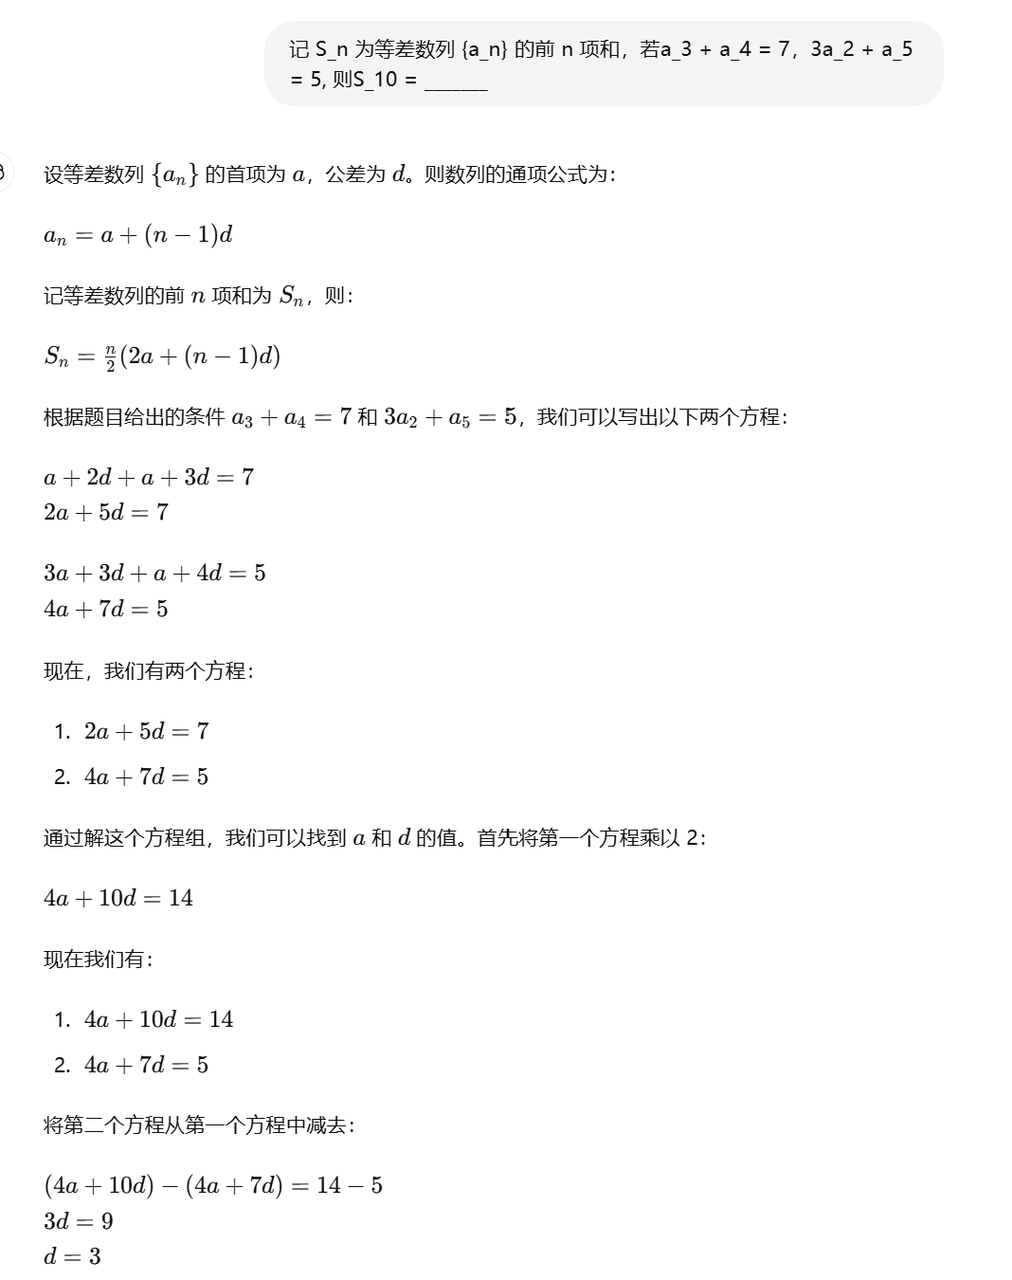 记 S_n 为等差数列 {a_n} 的前 n 项和，若a_3 + a_4 = 7，3a_2 + a_5
= 5, 则S_10 = ______
设等差数列 {aₙ} 的首项为 a，公差为 d。则数列的通项公式为：
aₙ = a + (n − 1)d
记等差数列的前 n 项和为 Sₙ，则：
Sₙ = n/2 (2a + (n − 1)d)
根据题目给出的条件 a₃ + a₄ = 7 和 3a₂ + a₅ = 5，我们可以写出以下两个方程：
a + 2d + a + 3d = 7
2a + 5d = 7
3a + 3d + a + 4d = 5
4a + 7d = 5
现在，我们有两个方程：
1. 2a + 5d = 7
2. 4a + 7d = 5
通过解这个方程组，我们可以找到 a 和 d 的值。首先将第一个方程乘以 2：
4a + 10d = 14
现在我们有：
1. 4a + 10d = 14
2. 4a + 7d = 5
将第二个方程从第一个方程中减去：
(4a + 10d) − (4a + 7d) = 14 − 5
3d = 9
d = 3